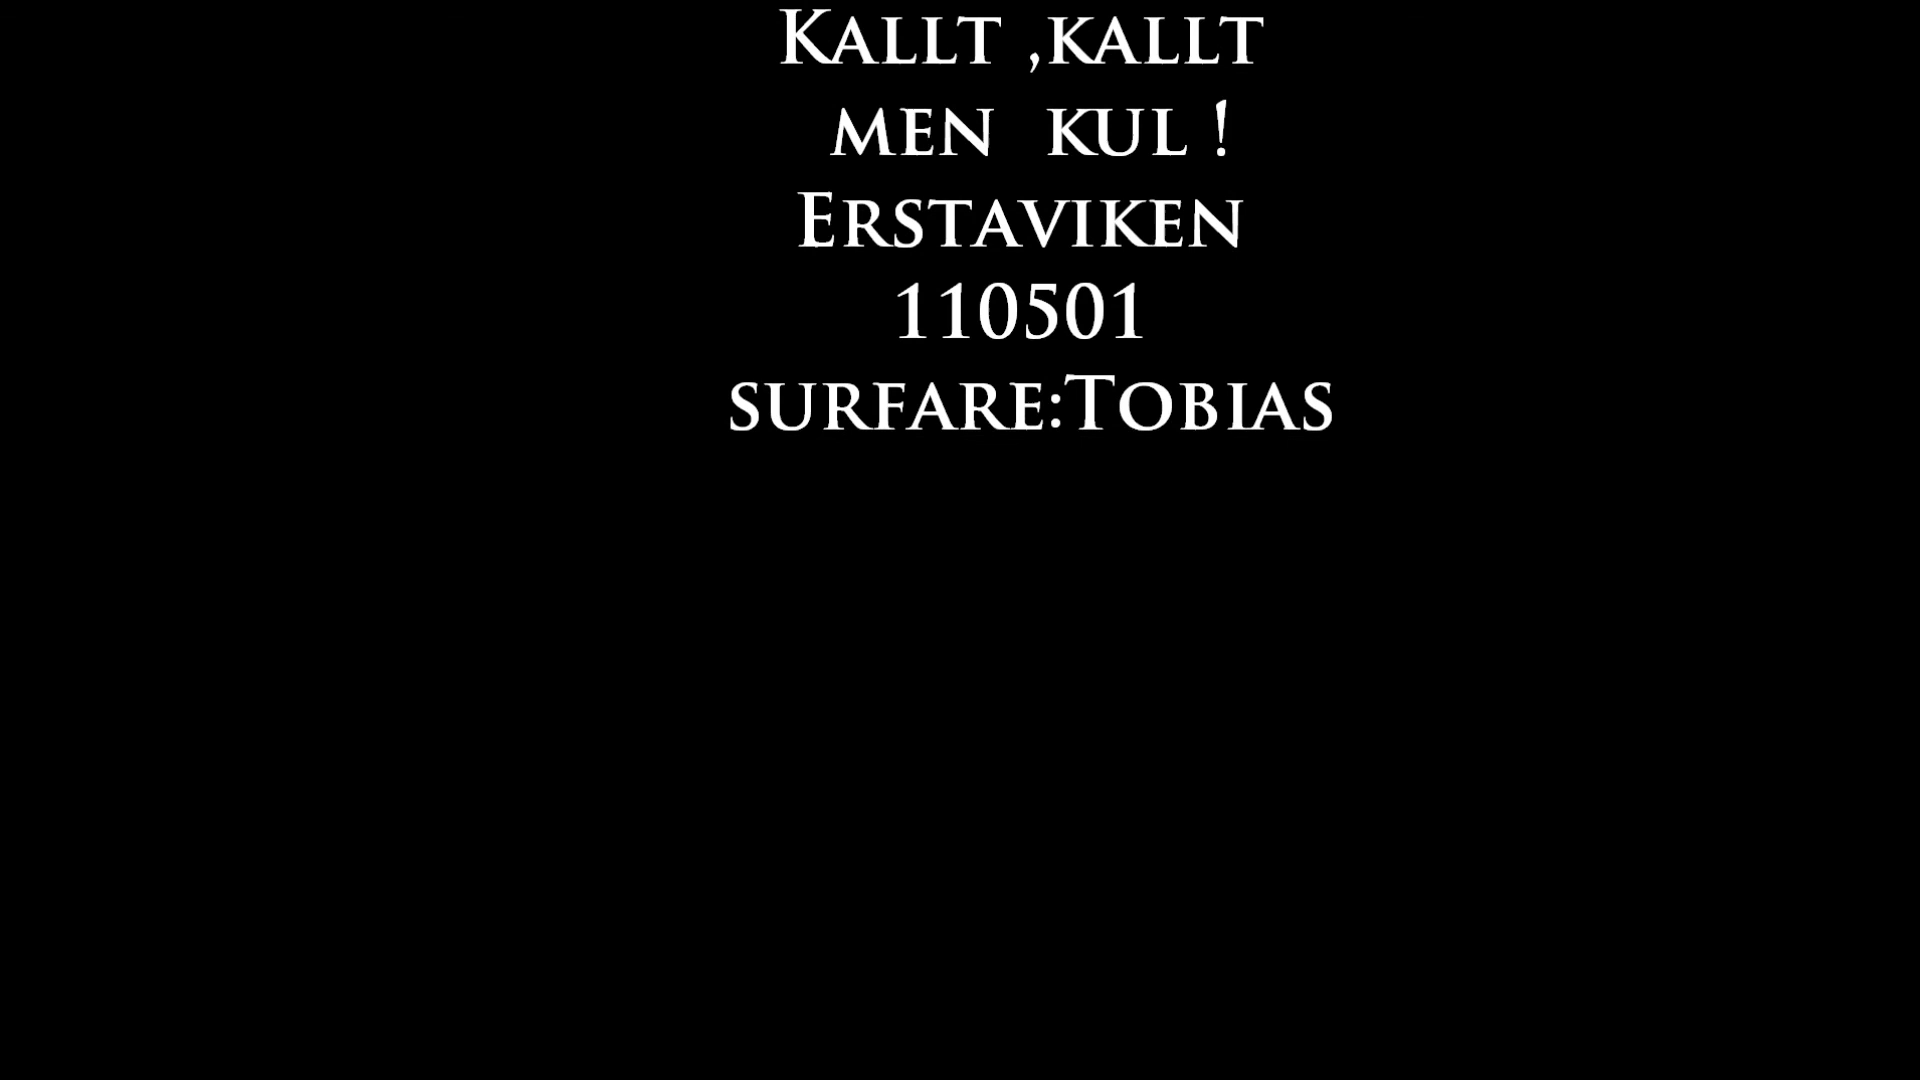 Kallt ,kallt
men kul !
Erstaviken
110501
surfare:Tobias